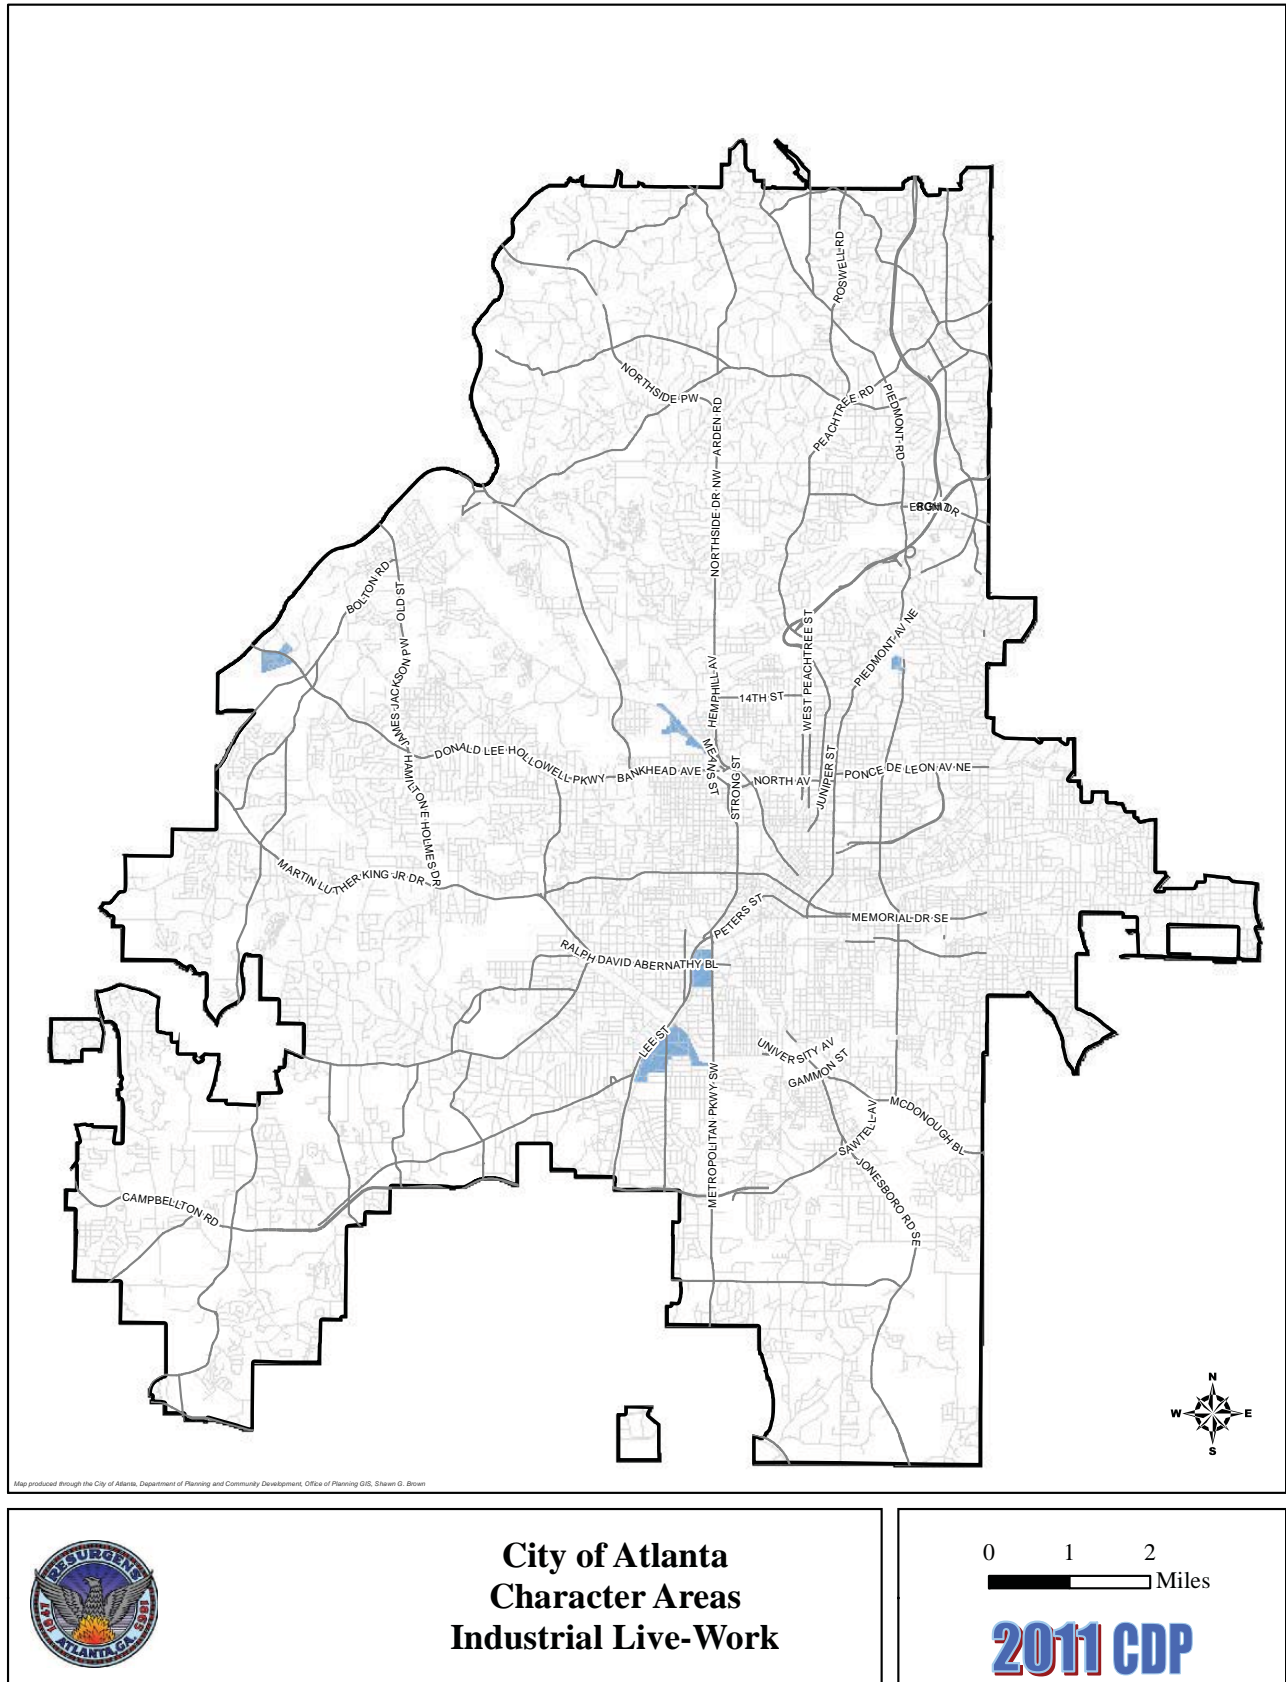 ROSWELL RD
NORTHSIDE PW
ARDEN RD
PEACHTREE RD
PIEDMONT RD
NORTHSIDE DR NW
DR
BOLTON RD
OLD ST
JAMES JACKSON PW
HAMILTON E HOLMES DR
HEMPHILL AV
14TH ST
WEST PEACHTREE ST
PIEDMONT AV NE
DONALD LEE HOLLOWELL PKWY
BANKHEAD AVE
MEANS ST
STRONG ST
NORTH AV
JUNIPER ST
PONCE DE LEON AV NE
MARTIN LUTHER KING JR DR
PETERS ST
MEMORIAL DR SE
RALPH DAVID ABERNATHY BL
LEE ST
UNIVERSITY AV
GAMMON ST
METROPOLITAN PKWY SW
SAWTELL AV
MCDONOUGH BL
JONESBORO RD SE
CAMPBELLTON RD
N
W E
S
Map produced through the City of Atlanta, Department of Planning and Community Development, Office of Planning GIS, Shawn G. Brown
RESURGENS
1847 1865
ATLANTA, GA.
City of Atlanta
Character Areas
Industrial Live-Work
0 1 2
Miles
2011 CDP